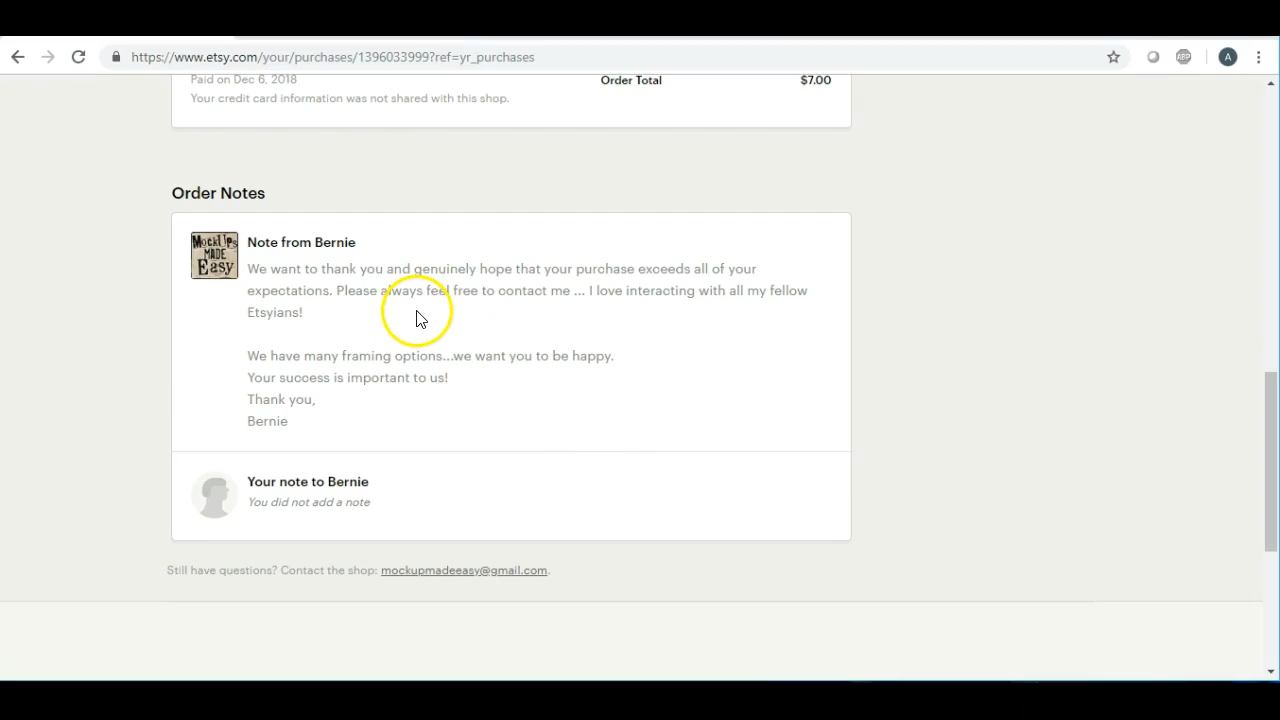 https://www.etsy.com/your/purchases/1396033999?ref=yr_purchases
ABP
A
Paid on Dec 6, 2018
Order Total
$7.00
Your credit card information was not shared with this shop.
Order Notes
MockUps
MADE
Easy
Note from Bernie
We want to thank you and genuinely hope that your purchase exceeds all of your
expectations. Please always feel free to contact me ... I love interacting with all my fellow
Etsyians!
We have many framing options...we want you to be happy.
Your success is important to us!
Thank you,
Bernie
Your note to Bernie
You did not add a note
Still have questions? Contact the shop: mockupmadeeasy@gmail.com.